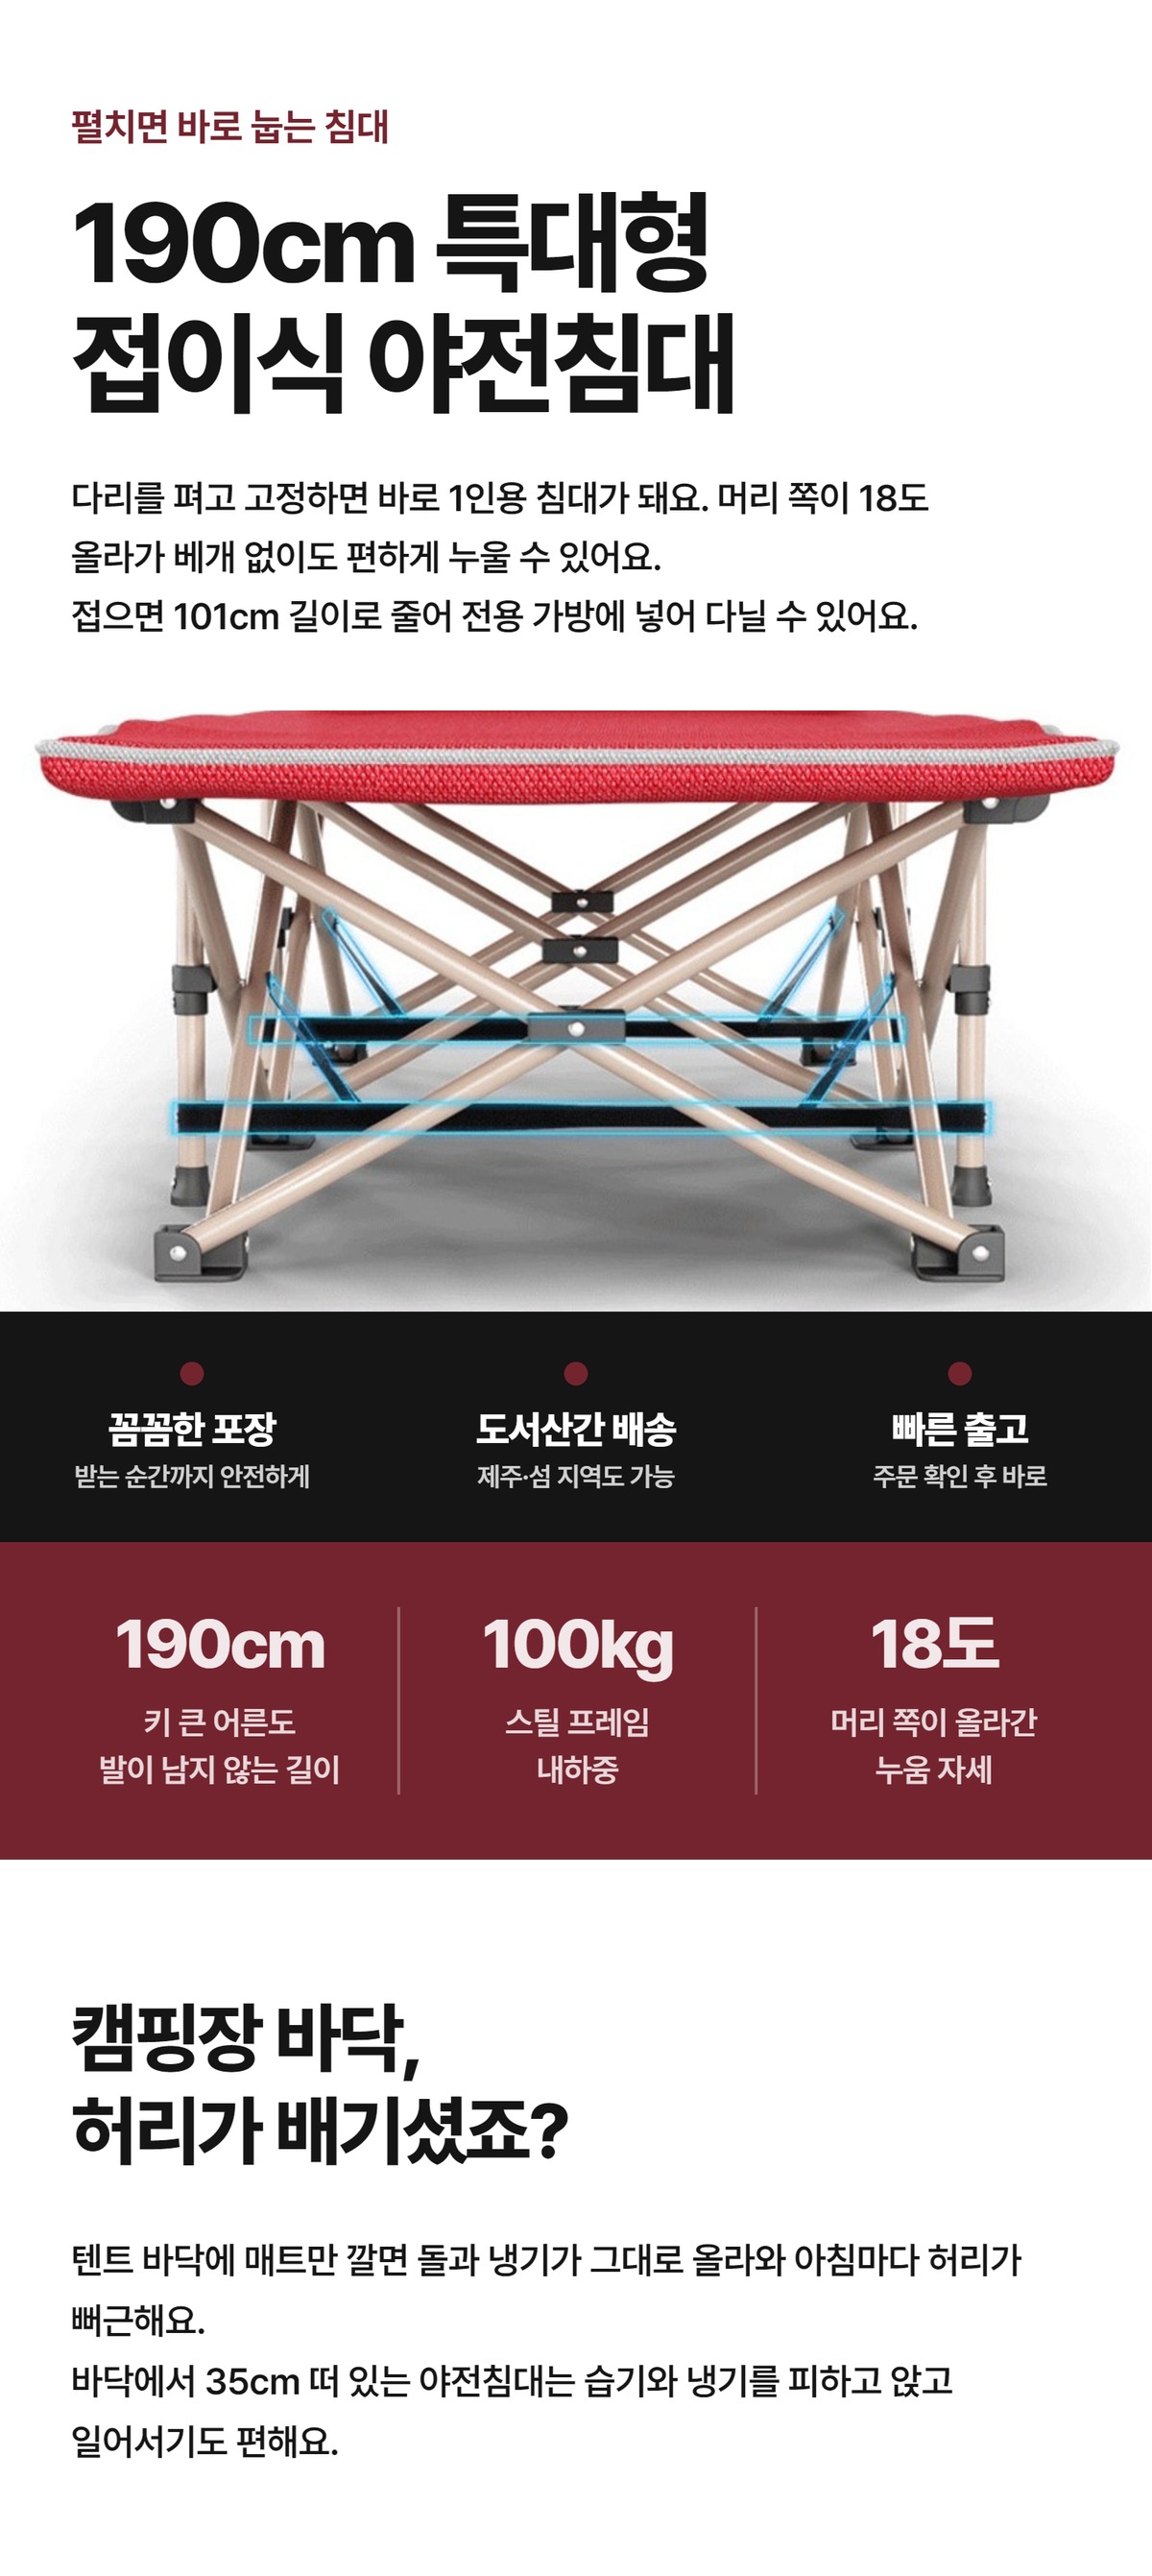 펼치면 바로 눕는 침대
190cm 특대형
접이식 야전침대
다리를 펴고 고정하면 바로 1인용 침대가 돼요. 머리 쪽이 18도
올라가 베개 없이도 편하게 누울 수 있어요.
접으면 101cm 길이로 줄어 전용 가방에 넣어 다닐 수 있어요.
꼼꼼한 포장
받는 순간까지 안전하게
도서산간 배송
제주·섬 지역도 가능
빠른 출고
주문 확인 후 바로
190cm
키 큰 어른도
발이 남지 않는 길이
100kg
스틸 프레임
내하중
18도
머리 쪽이 올라간
누움 자세
캠핑장 바닥,
허리가 배기셨죠?
텐트 바닥에 매트만 깔면 돌과 냉기가 그대로 올라와 아침마다 허리가
뻐근해요.
바닥에서 35cm 떠 있는 야전침대는 습기와 냉기를 피하고 앉고
일어서기도 편해요.